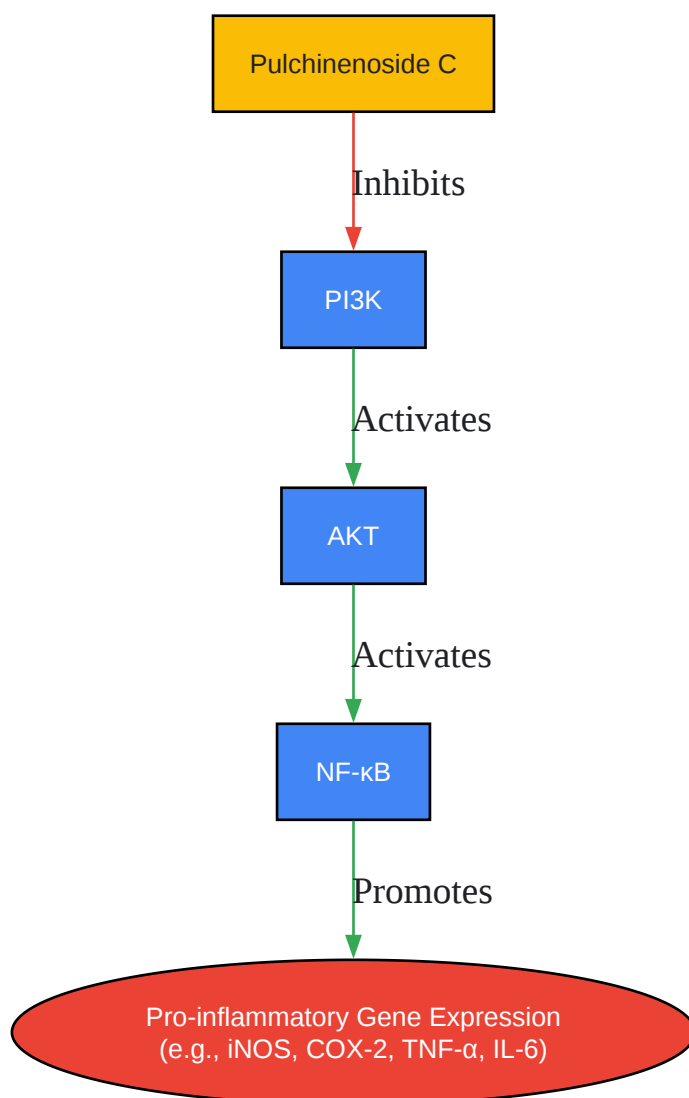 Pulchinenoside C
Inhibits
PI3K
Activates
AKT
Activates
NF-κB
Promotes
Pro-inflammatory Gene Expression
(e.g., iNOS, COX-2, TNF-α, IL-6)